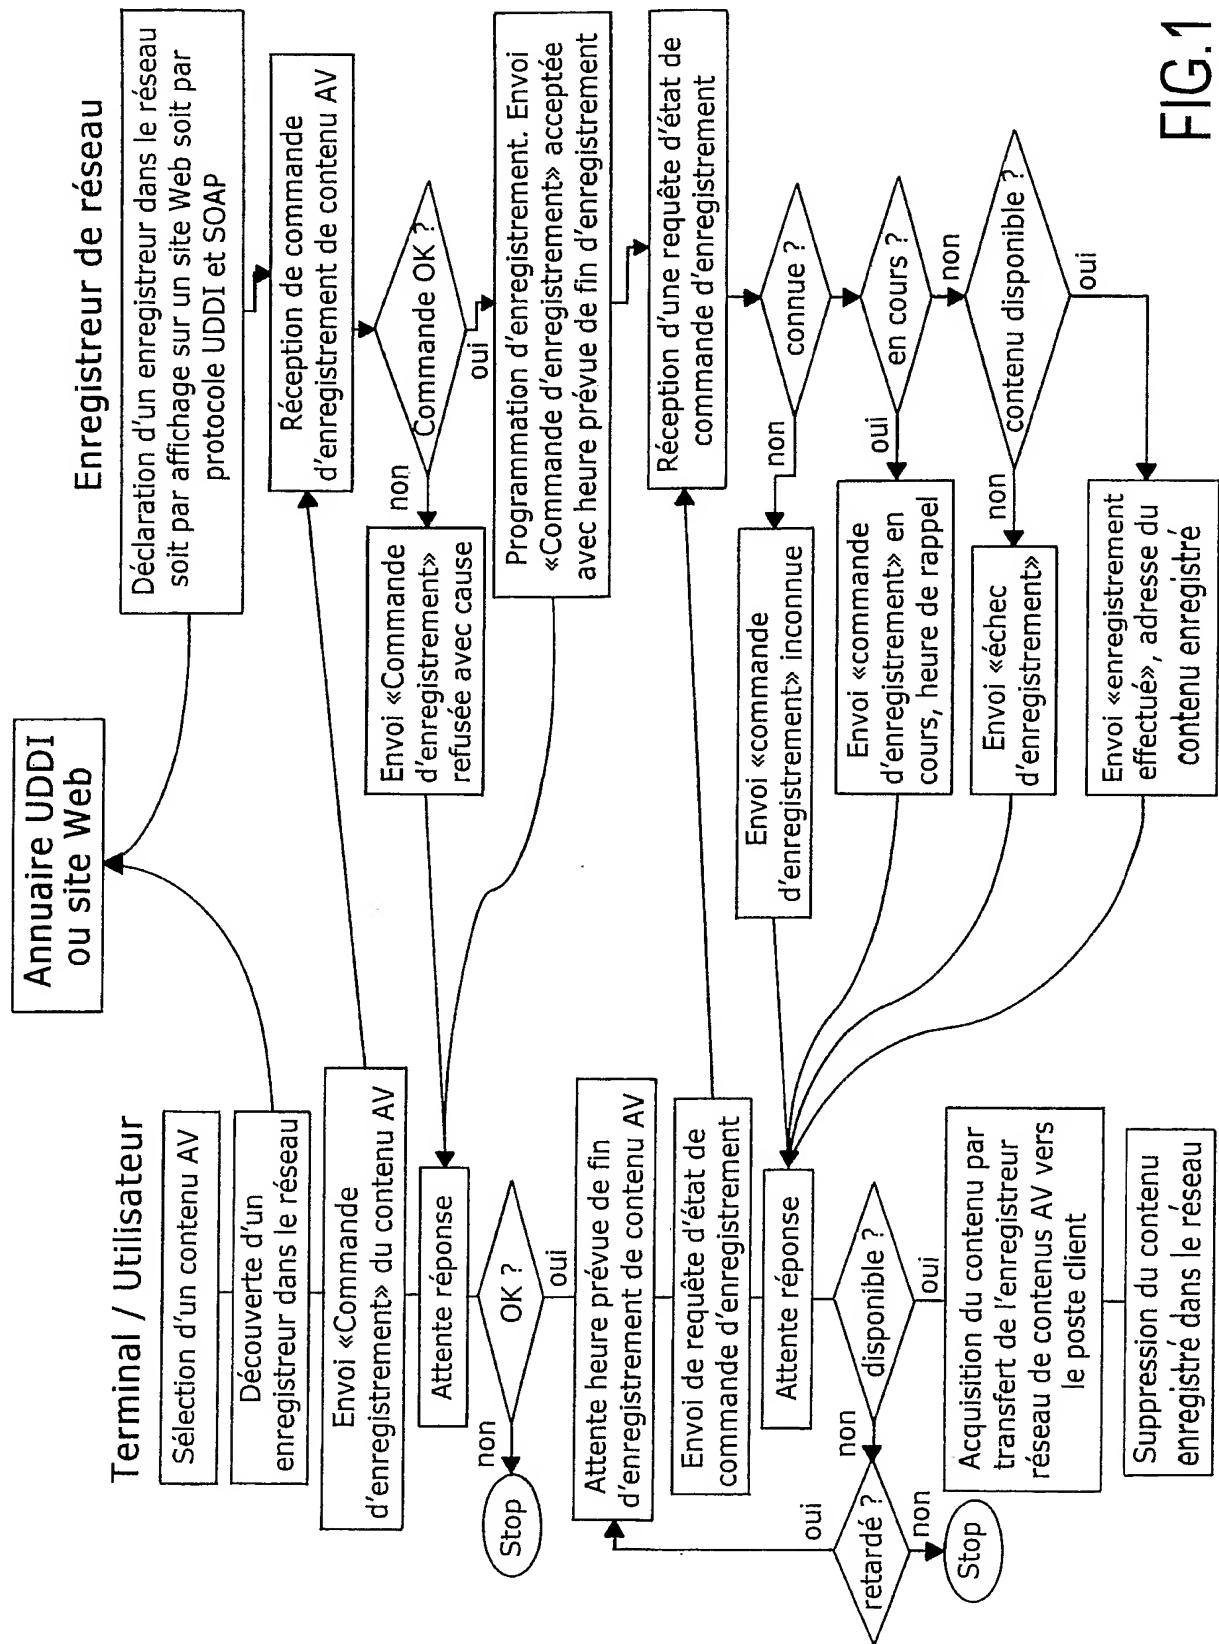 Annuaire UDDI
ou site Web
Terminal / Utilisateur
Sélection d'un contenu AV
Découverte d'un
enregistreur dans le réseau
Envoi «Commande
d'enregistrement» du contenu AV
Attente réponse
OK ?
non
oui
Stop
Attente heure prévue de fin
d'enregistrement de contenu AV
Envoi de requête d'état de
commande d'enregistrement
Attente réponse
disponible ?
non
oui
retardé ?
oui
non
Stop
Acquisition du contenu par
transfert de l'enregistreur
réseau de contenus AV vers
le poste client
Suppression du contenu
enregistré dans le réseau
Enregistreur de réseau
Déclaration d'un enregistreur dans le réseau
soit par affichage sur un site Web soit par
protocole UDDI et SOAP
Réception de commande
d'enregistrement de contenu AV
Commande OK ?
non
oui
Envoi «Commande
d'enregistrement»
refusée avec cause
Programmation d'enregistrement. Envoi
«Commande d'enregistrement» acceptée
avec heure prévue de fin d'enregistrement
Réception d'une requête d'état de
commande d'enregistrement
connue ?
non
Envoi «commande
d'enregistrement» inconnue
en cours ?
oui
non
Envoi «commande
d'enregistrement» en
cours, heure de rappel
contenu disponible ?
non
oui
Envoi «échec
d'enregistrement»
Envoi «enregistrement
effectué», adresse du
contenu enregistré
FIG.1